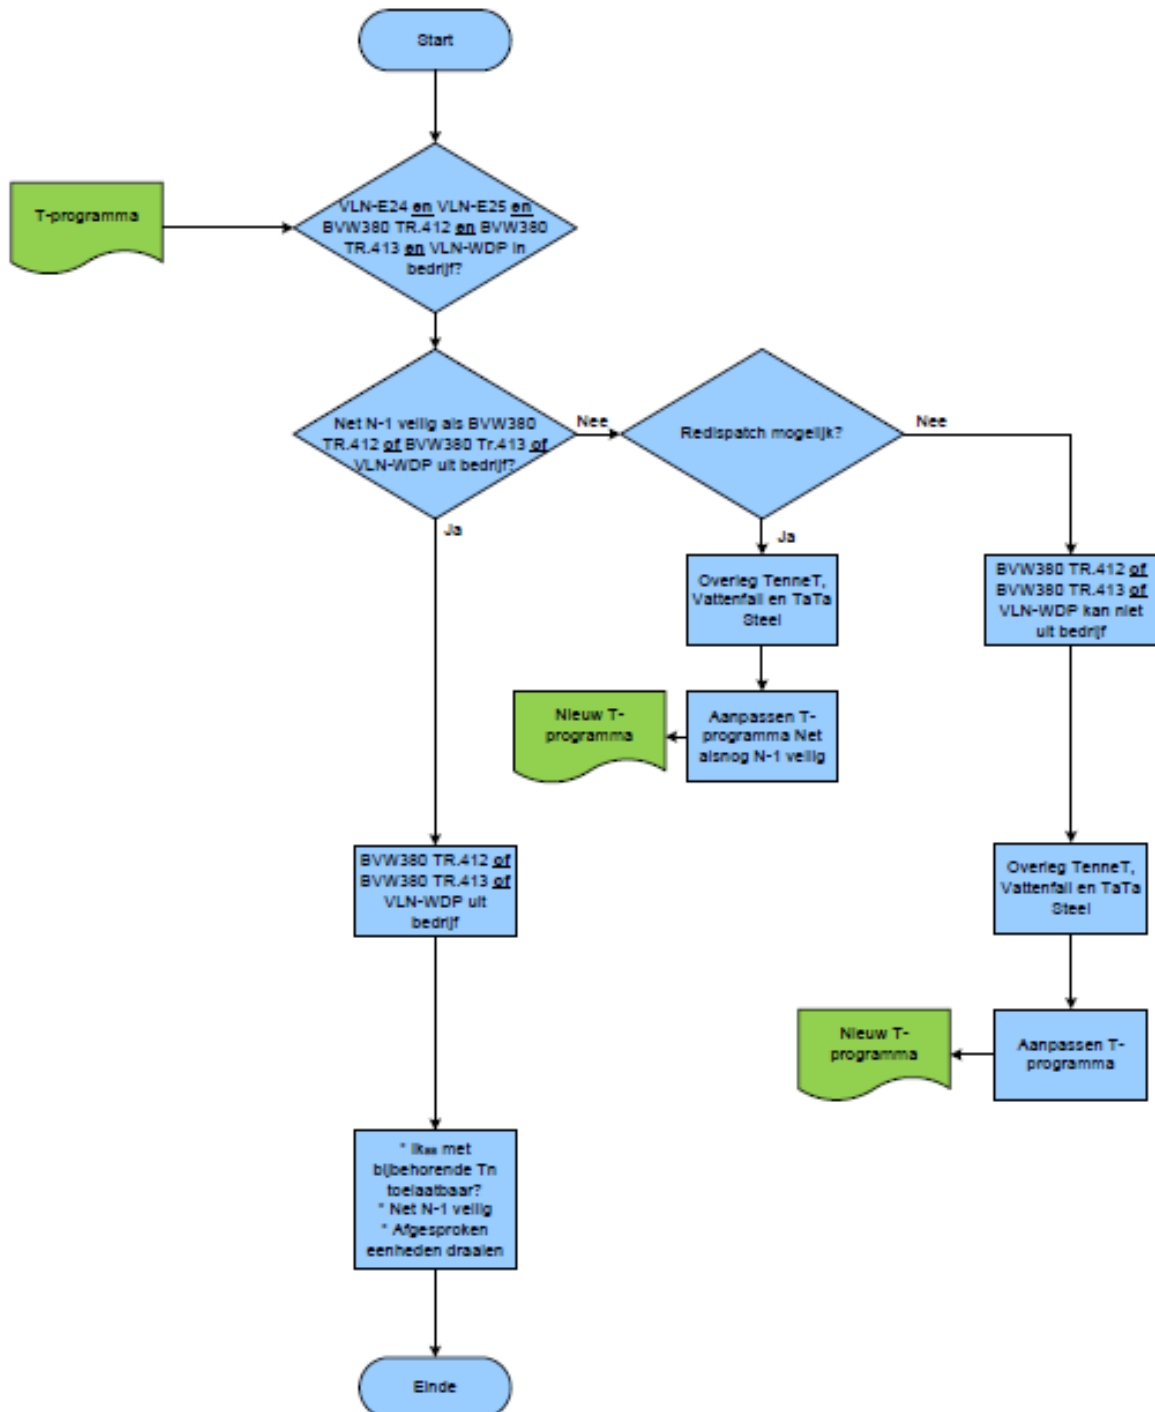 Start
T-programma
VLN-E24 en VLN-E25 en
BVW380 TR.412 en BVW380
TR.413 en VLN-WDP in
bedrijf?
Net N-1 veilig als BVW380
TR.412 of BVW380 Tr.413 of
VLN-WDP uit bedrijf?
Nee
Redispatch mogelijk?
Nee
Ja
Ja
Overleg TenneT,
Vattenfall en TaTa
Steel
BVW380 TR.412 of
BVW380 TR.413 of
VLN-WDP kan niet
uit bedrijf
Nieuw T-
programma
Aanpassen T-
programma Net
alsnog N-1 veilig
BVW380 TR.412 of
BVW380 TR.413 of
VLN-WDP uit
bedrijf
Overleg TenneT,
Vattenfall en TaTa
Steel
Nieuw T-
programma
Aanpassen T-
programma
* met
bijbehorende Tn
toelaatbaar?
* Net N-1 veilig
* Afgesproken
eenheden draaien
Einde